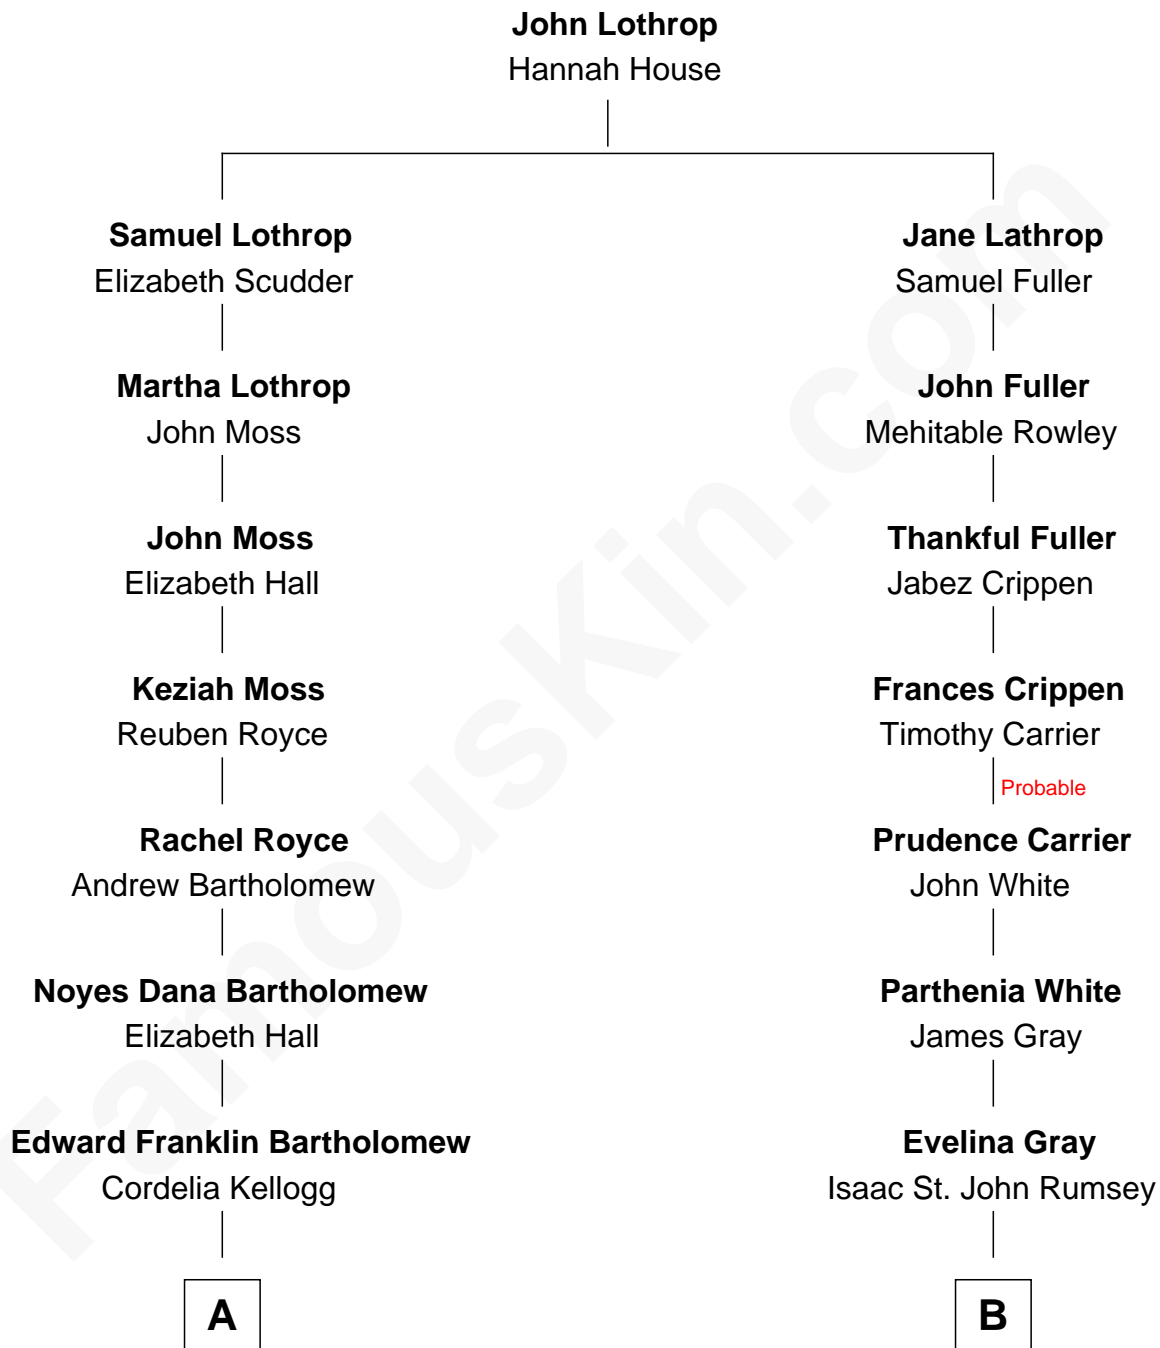 John Lothrop
Hannah House
Samuel Lothrop
Elizabeth Scudder
Martha Lothrop
John Moss
John Moss
Elizabeth Hall
Keziah Moss
Reuben Royce
Rachel Royce
Andrew Bartholomew
Noyes Dana Bartholomew
Elizabeth Hall
Edward Franklin Bartholomew
Cordelia Kellogg
A
Jane Lathrop
Samuel Fuller
John Fuller
Mehitable Rowley
Thankful Fuller
Jabez Crippen
Frances Crippen
Timothy Carrier
Probable
Prudence Carrier
John White
Parthenia White
James Gray
Evelina Gray
Isaac St. John Rumsey
B
FamousKin.com